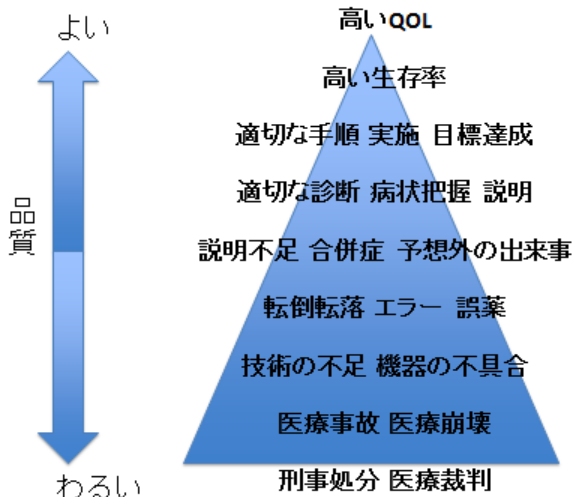 よい
品質
わるい
高いQOL
高い生存率
適切な手順 実施 目標達成
適切な診断 病状把握 説明
説明不足 合併症 予想外の出来事
転倒転落 エラー 誤薬
技術の不足 機器の不具合
医療事故 医療崩壊
刑事処分 医療裁判